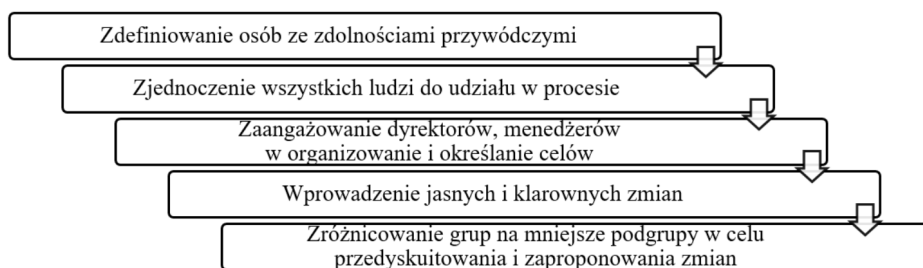 Zdefiniowanie osób ze zdolnościami przywódczymi
Zjednoczenie wszystkich ludzi do udziału w procesie
Zaangażowanie dyrektorów, menedżerów
w organizowanie i określanie celów
Wprowadzenie jasnych i klarownych zmian
Zróżnicowanie grup na mniejsze podgrupy w celu
przedyskuitowania i zaproponowania zmian